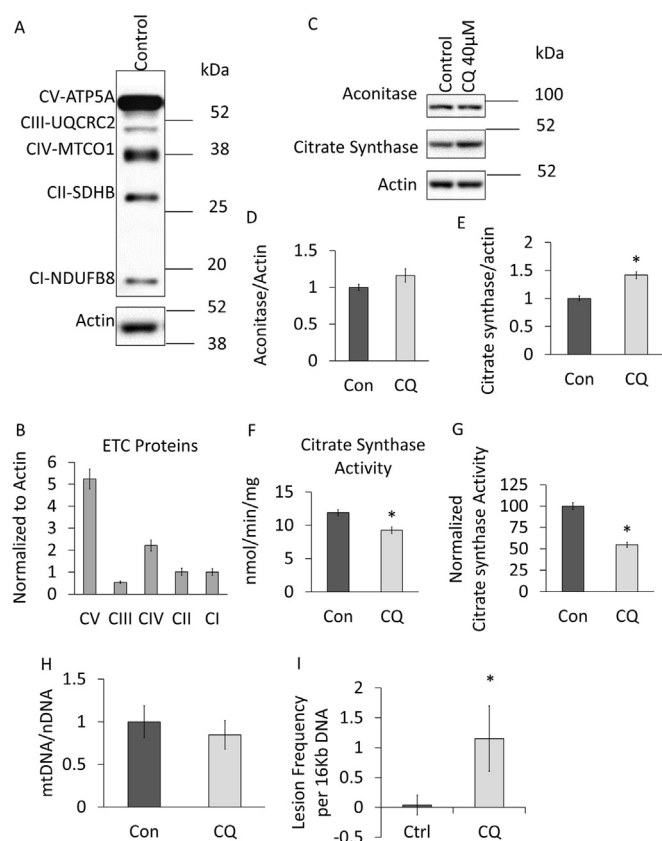 A
Control
kDa
CV-ATP5A
52
CIII-UQCRC2
CIV-MTCO1
38
CII-SDHB
25
20
CI-NDUFB8
52
Actin
38
C
Control
CQ 40µM
kDa
Aconitase
100
52
Citrate Synthase
52
Actin
D
Aconitase/Actin
1.5
1
0.5
0
Con CQ
E
Citrate synthase/actin
2
1.5
1
0.5
0
*
Con CQ
B
ETC Proteins
Normalized to Actin
6
5
4
3
2
1
0
CV CIII CIV CII CI
F
Citrate Synthase
Activity
nmol/min/mg
15
12
9
6
3
0
*
Con CQ
G
Normalized
Citrate synthase Activity
125
100
75
50
25
0
*
Con CQ
H
mtDNA/nDNA
1.5
1
0.5
0
Con CQ
I
Lesion Frequency
per 16Kb DNA
2
1.5
1
0.5
0
-0.5
*
Ctrl CQ